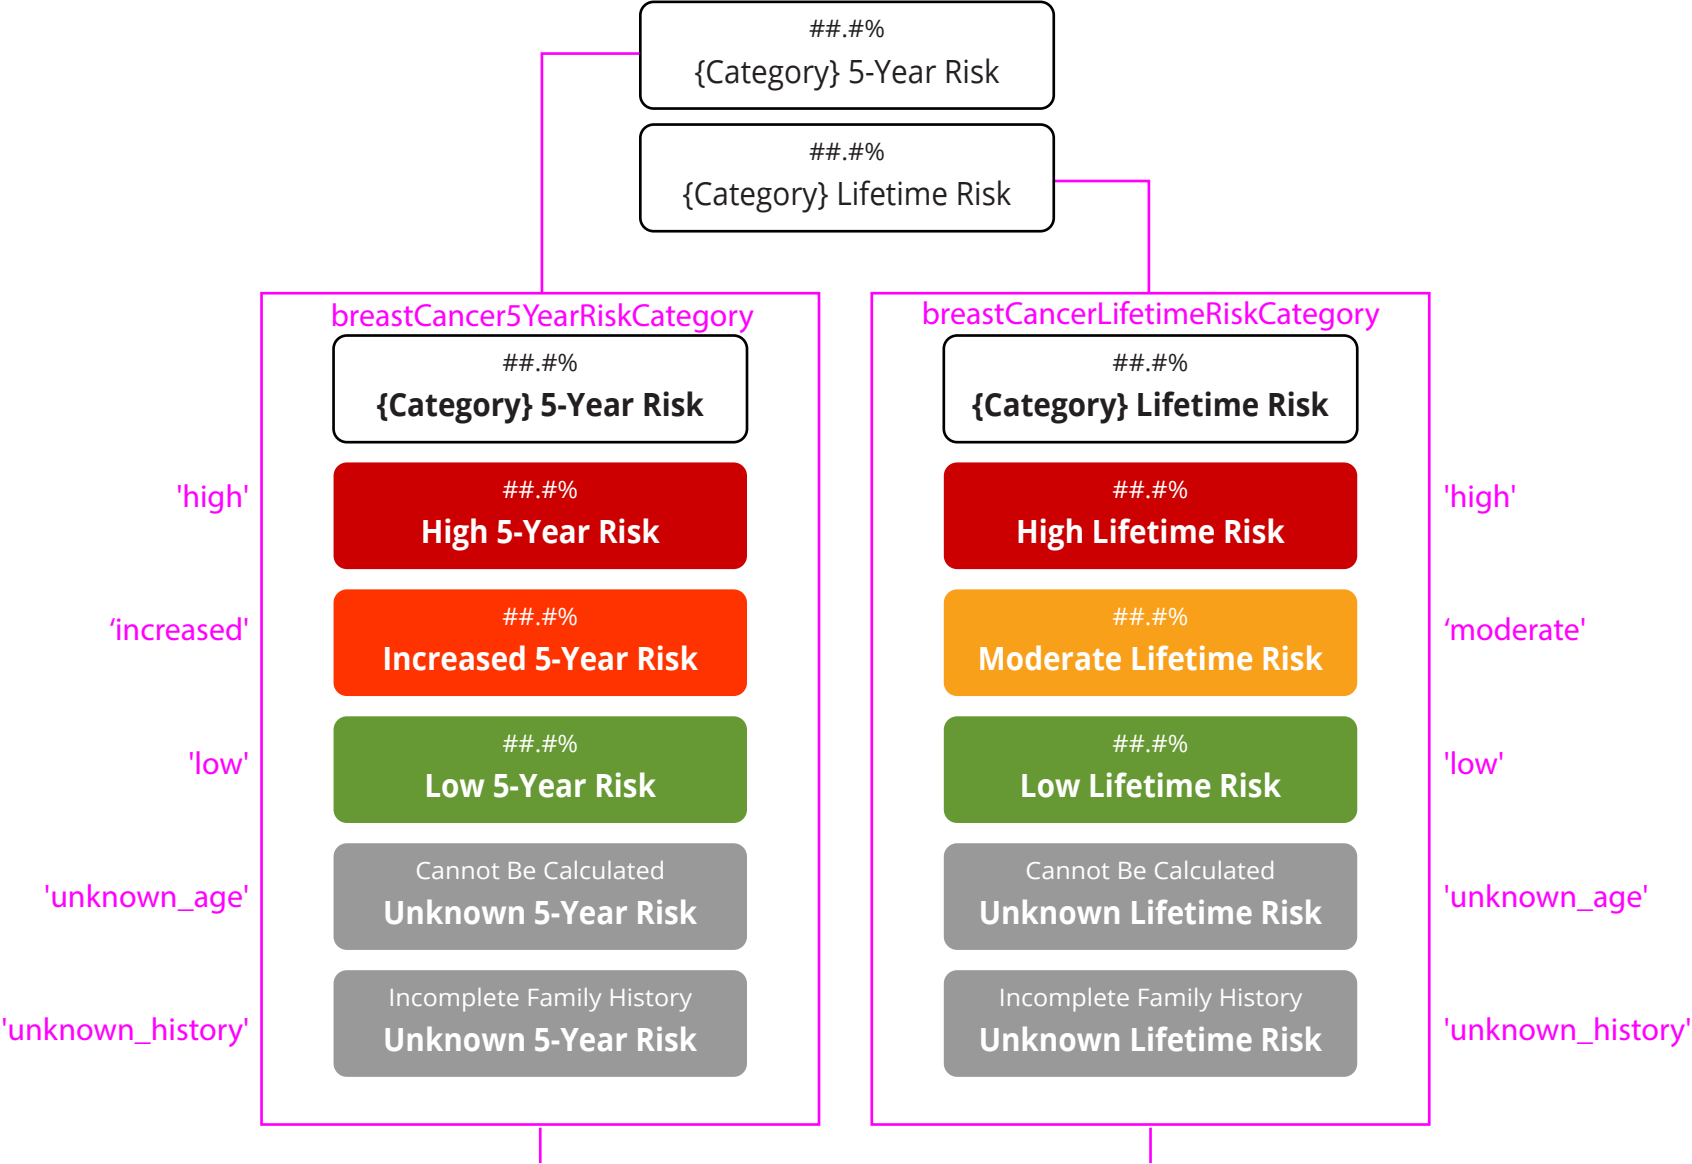 ##.#%
{Category} 5-Year Risk
##.#%
{Category} Lifetime Risk
breastCancer5YearRiskCategory
##.#%
{Category} 5-Year Risk
'high'
##.#%
High 5-Year Risk
‘increased'
##.#%
Increased 5-Year Risk
'low'
##.#%
Low 5-Year Risk
'unknown_age'
Cannot Be Calculated
Unknown 5-Year Risk
'unknown_history'
Incomplete Family History
Unknown 5-Year Risk
breastCancerLifetimeRiskCategory
##.#%
{Category} Lifetime Risk
##.#%
High Lifetime Risk
'high'
##.#%
Moderate Lifetime Risk
‘moderate'
##.#%
Low Lifetime Risk
'low'
Cannot Be Calculated
Unknown Lifetime Risk
'unknown_age'
Incomplete Family History
Unknown Lifetime Risk
'unknown_history'